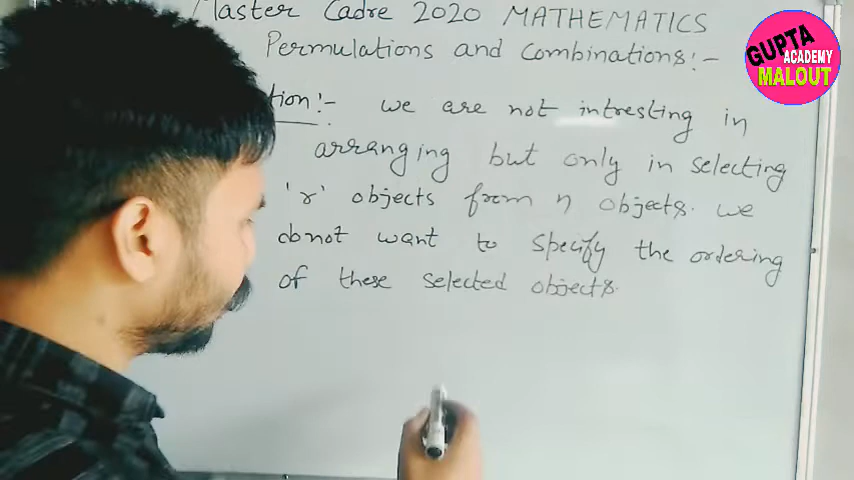 Master Cadre 2020 MATHEMATICS
Permulations and Combinations:-
tion:- we are not intresting in
arranging but only in selecting
'r' objects from n objects. we
donot want to specify the ordering
of these selected objects.
GUPTA
ACADEMY
MALOUT